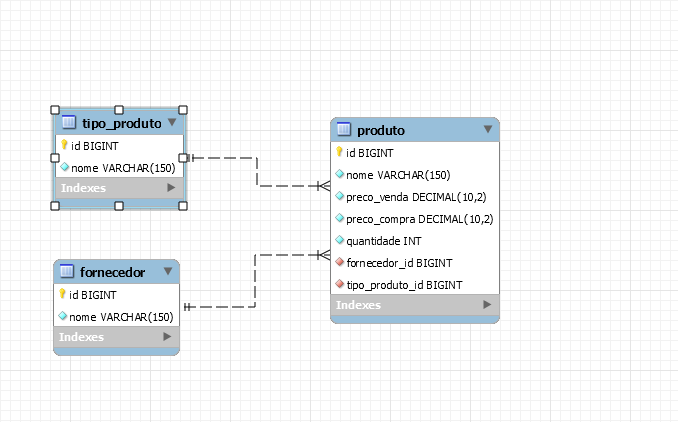 tipo_produto
id BIGINT
nome VARCHAR(150)
Indexes
fornecedor
id BIGINT
nome VARCHAR(150)
Indexes
produto
id BIGINT
nome VARCHAR(150)
preco_venda DECIMAL(10,2)
preco_compra DECIMAL(10,2)
quantidade INT
fornecedor_id BIGINT
tipo_produto_id BIGINT
Indexes